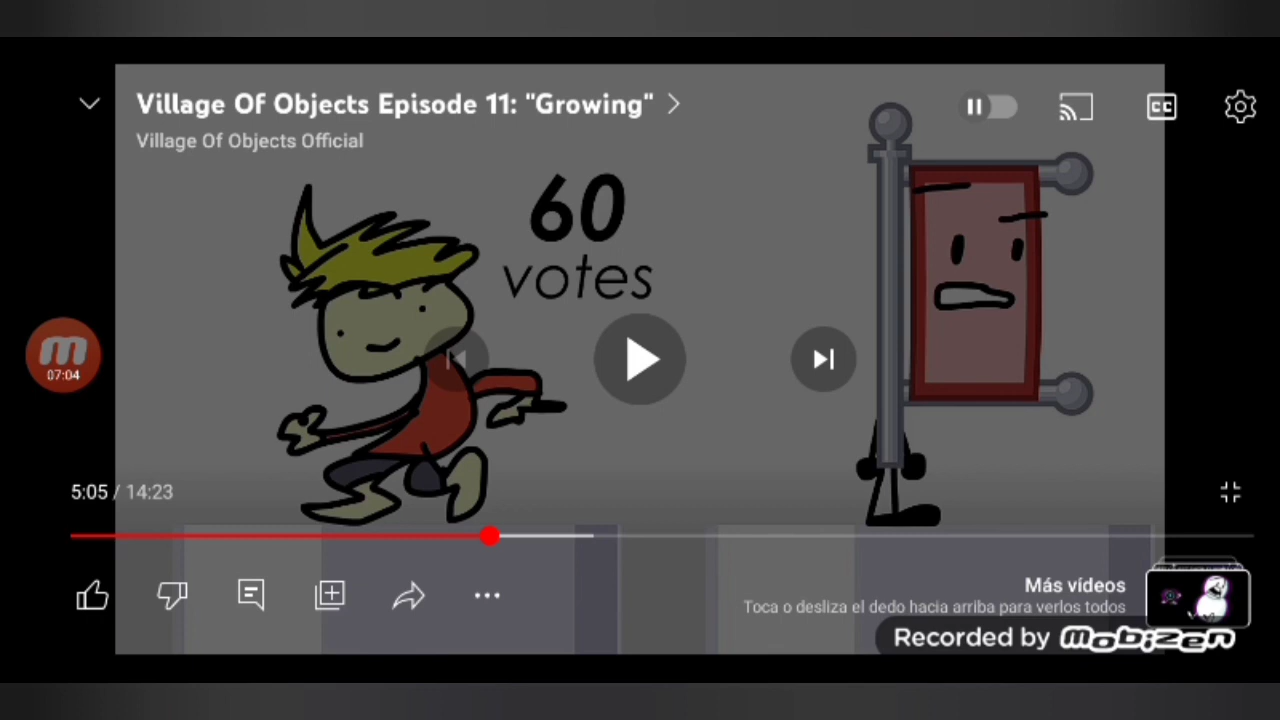 Village Of Objects Episode 11: "Growing"
Village Of Objects Official
CC
60
votes
m
07:04
5:05 / 14:23
Más vídeos
Toca o desliza el dedo hacia arriba para verlos todos
Recorded by mobizen